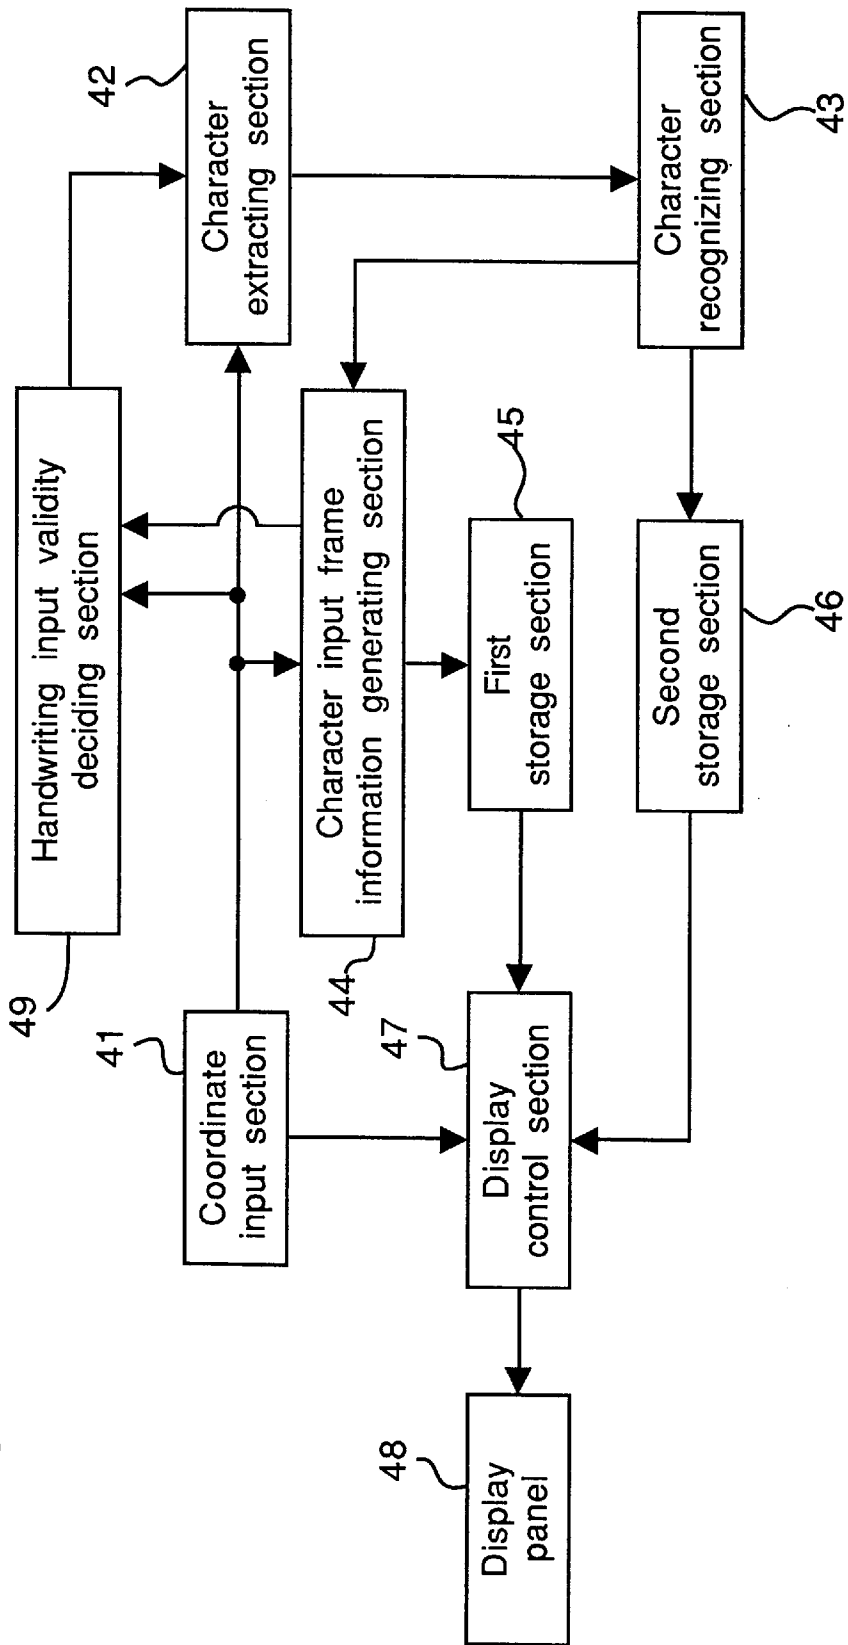 49
Handwriting input validity
deciding section
41
Coordinate
input section
42
Character
extracting section
44
Character input frame
information generating section
48
Display
panel
47
Display
control section
45
First
storage section
46
Second
storage section
43
Character
recognizing section